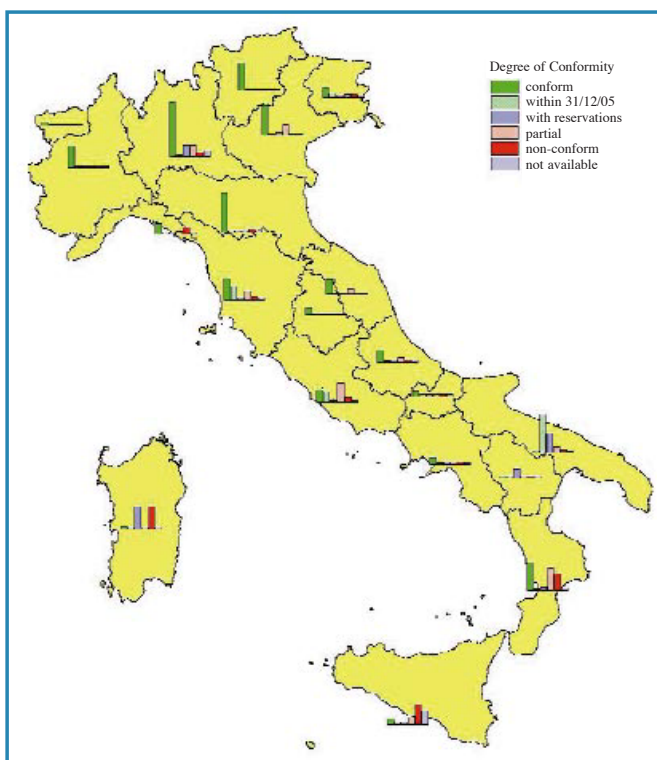 Degree of Conformity
conform
within 31/12/05
with reservations
partial
non-conform
not available